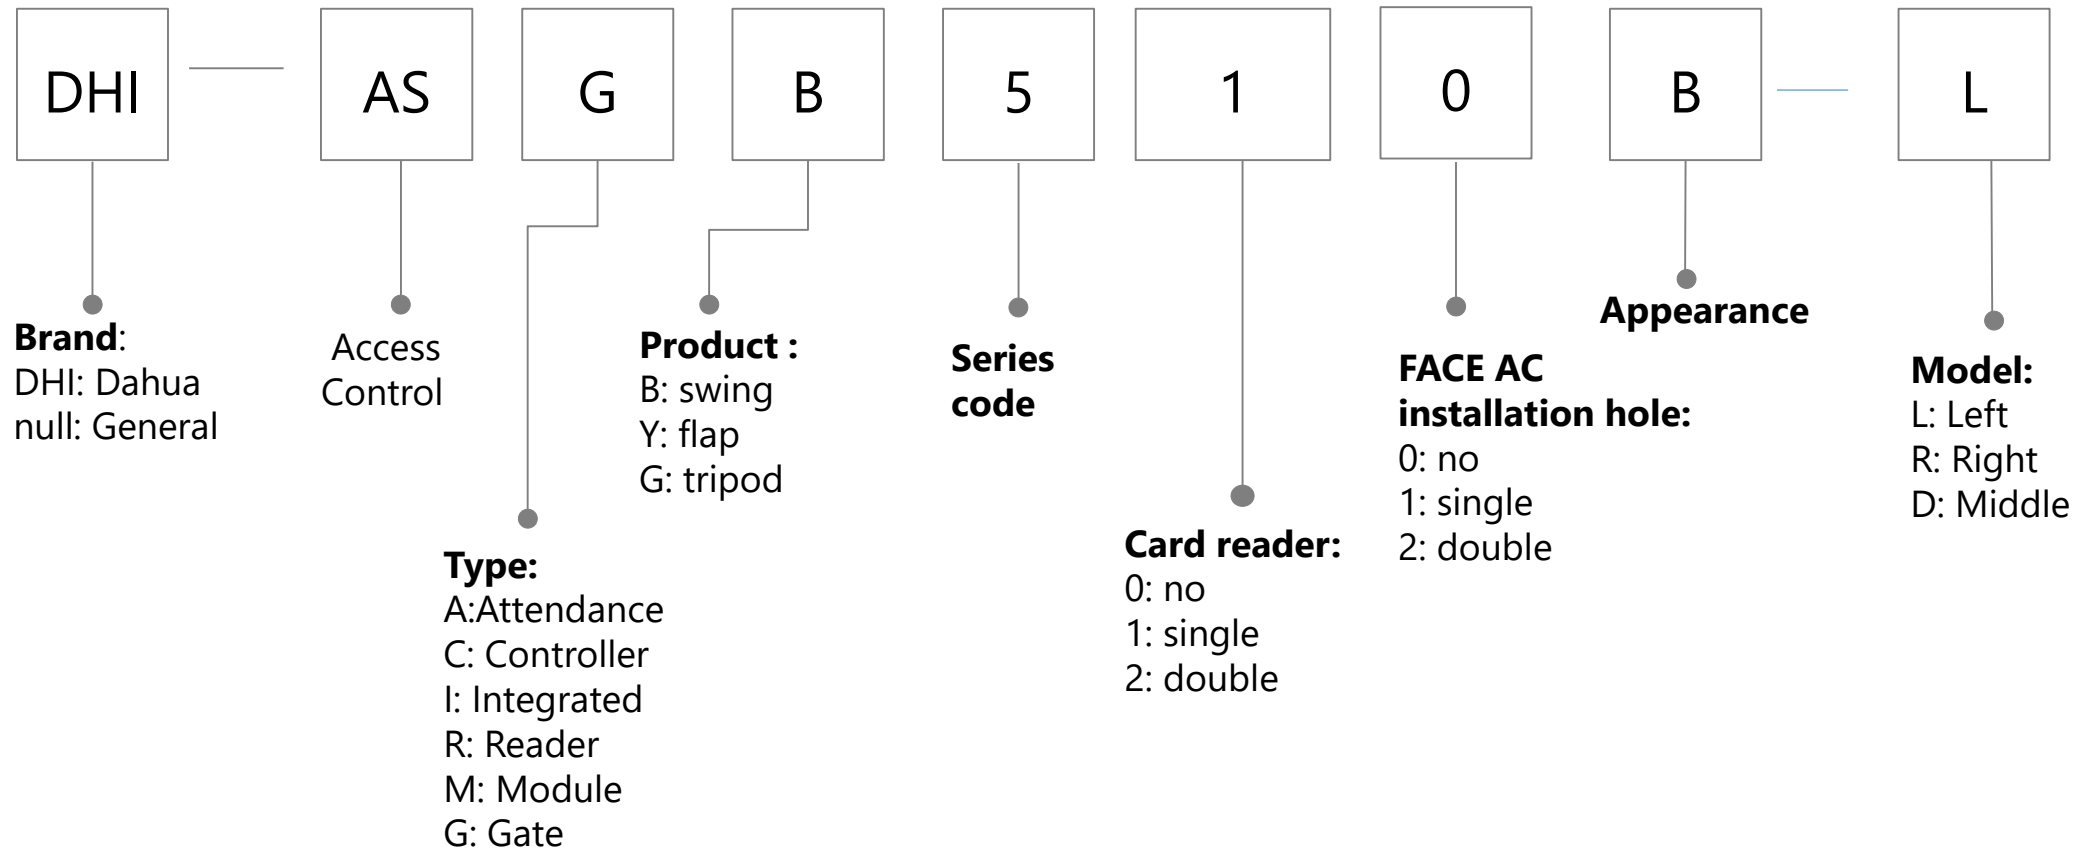 DHI
AS
G
B
5
1
0
B
L
Brand:
DHI: Dahua
null: General
Access
Control
Type:
A:Attendance
C: Controller
I: Integrated
R: Reader
M: Module
G: Gate
Product :
B: swing
Y: flap
G: tripod
Series
code
Card reader:
0: no
1: single
2: double
FACE AC
installation hole:
0: no
1: single
2: double
Appearance
Model:
L: Left
R: Right
D: Middle